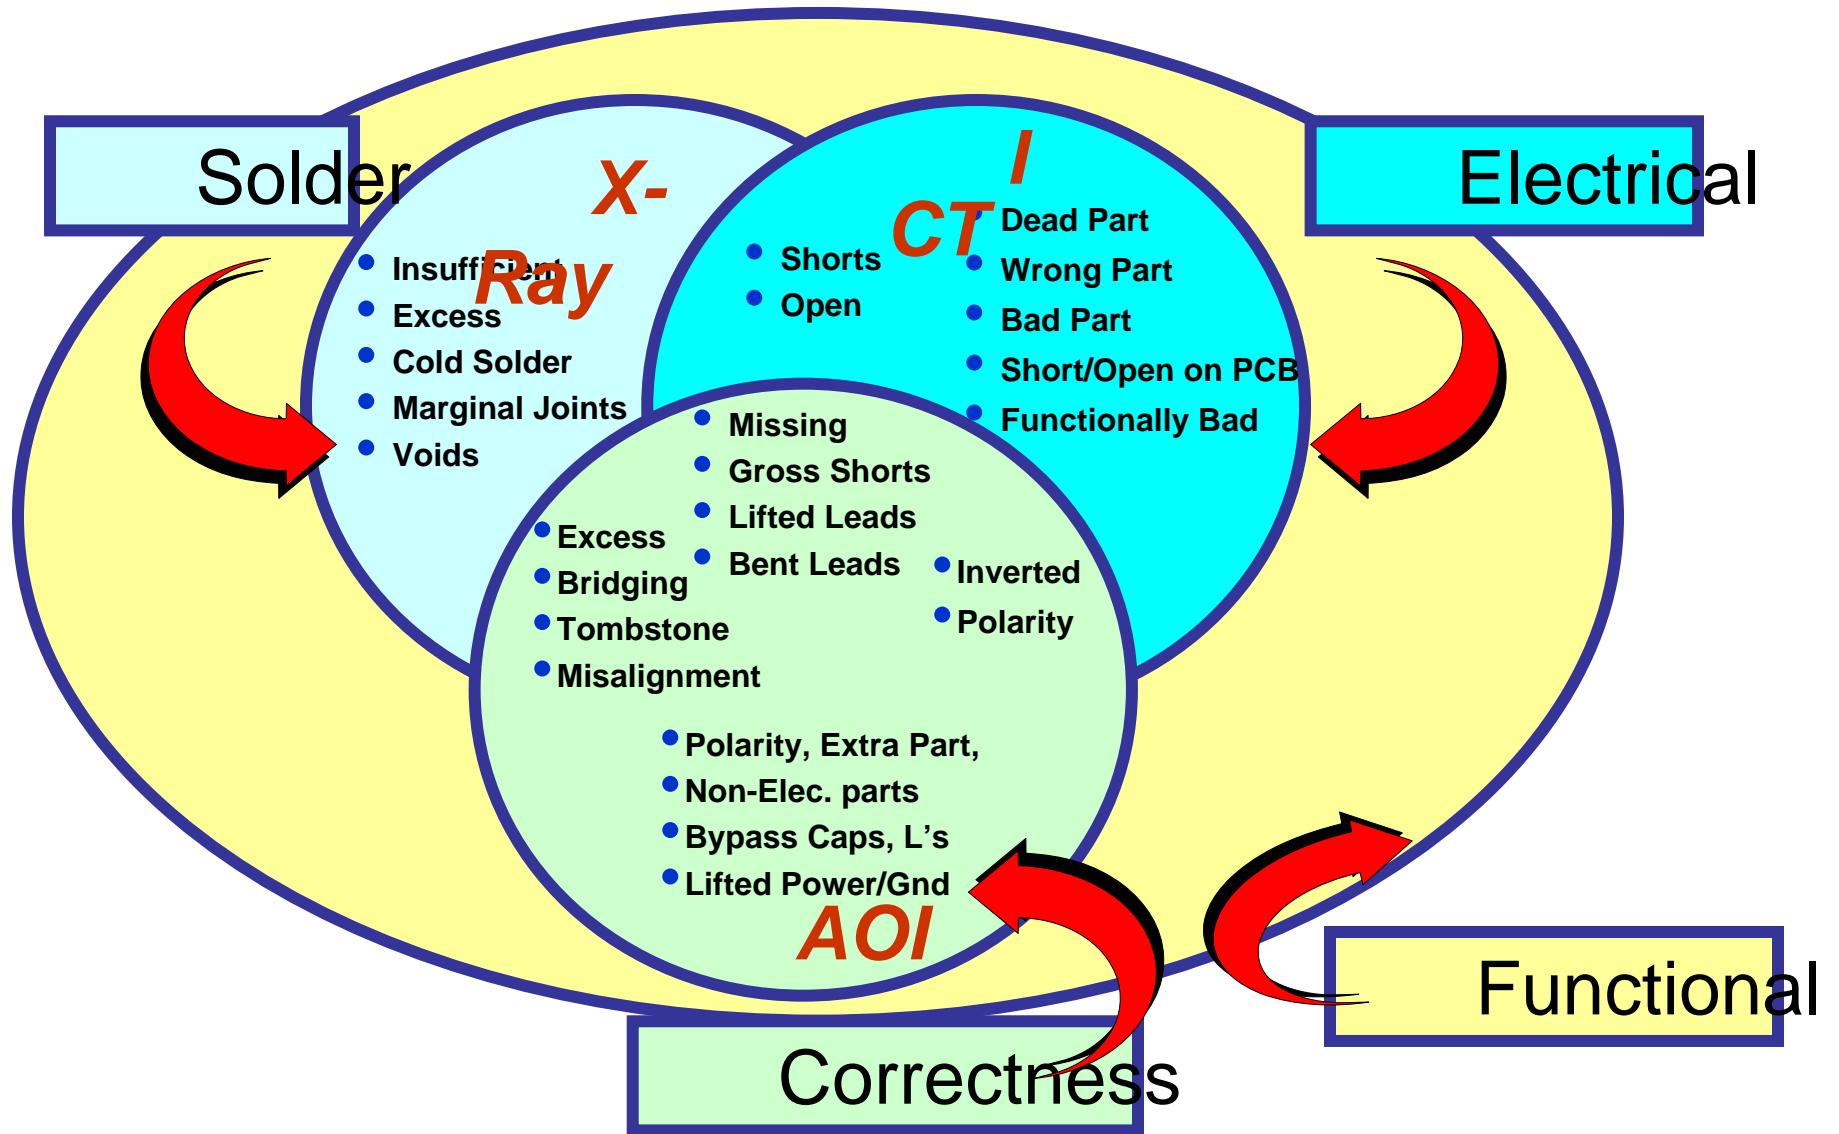 Solder
Electrical
X-
Ray
I
CT
• Insufficient
• Excess
• Cold Solder
• Marginal Joints
• Voids
• Shorts
• Open
• Dead Part
• Wrong Part
• Bad Part
• Short/Open on PCB
• Functionally Bad
• Missing
• Gross Shorts
• Lifted Leads
• Bent Leads
• Excess
• Bridging
• Tombstone
• Misalignment
• Inverted
• Polarity
• Polarity, Extra Part,
• Non-Elec. parts
• Bypass Caps, L’s
• Lifted Power/Gnd
AOI
Functional
Correctness